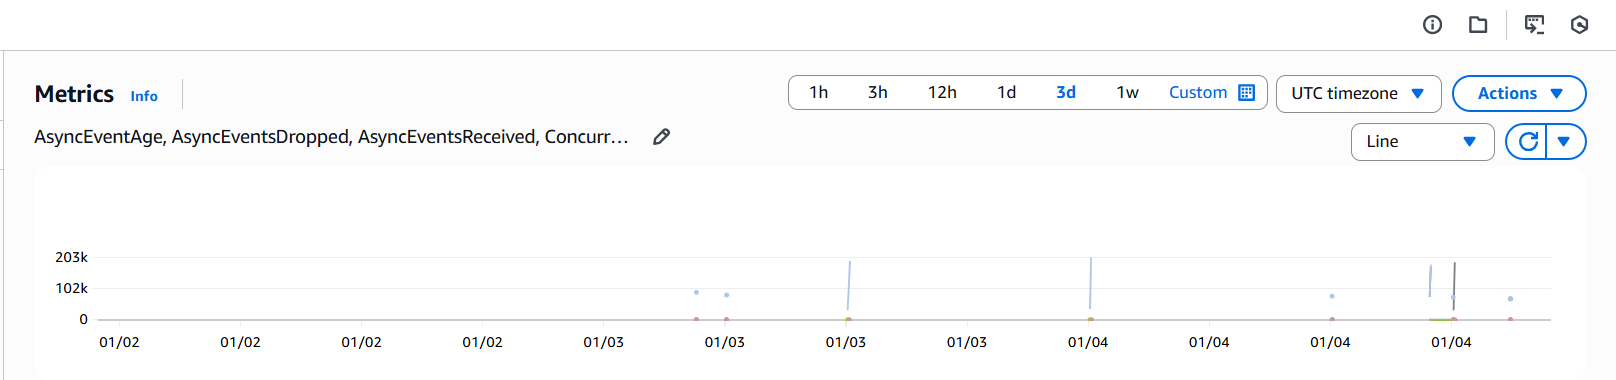 Metrics Info 1h 3h 12h 1d 3d 1w Custom UTC timezone Actions
AsyncEventAge, AsyncEventsDropped, AsyncEventsReceived, Concurr... Line
203k
102k
0
01/02 01/02 01/02 01/02 01/03 01/03 01/03 01/03 01/04 01/04 01/04 01/04